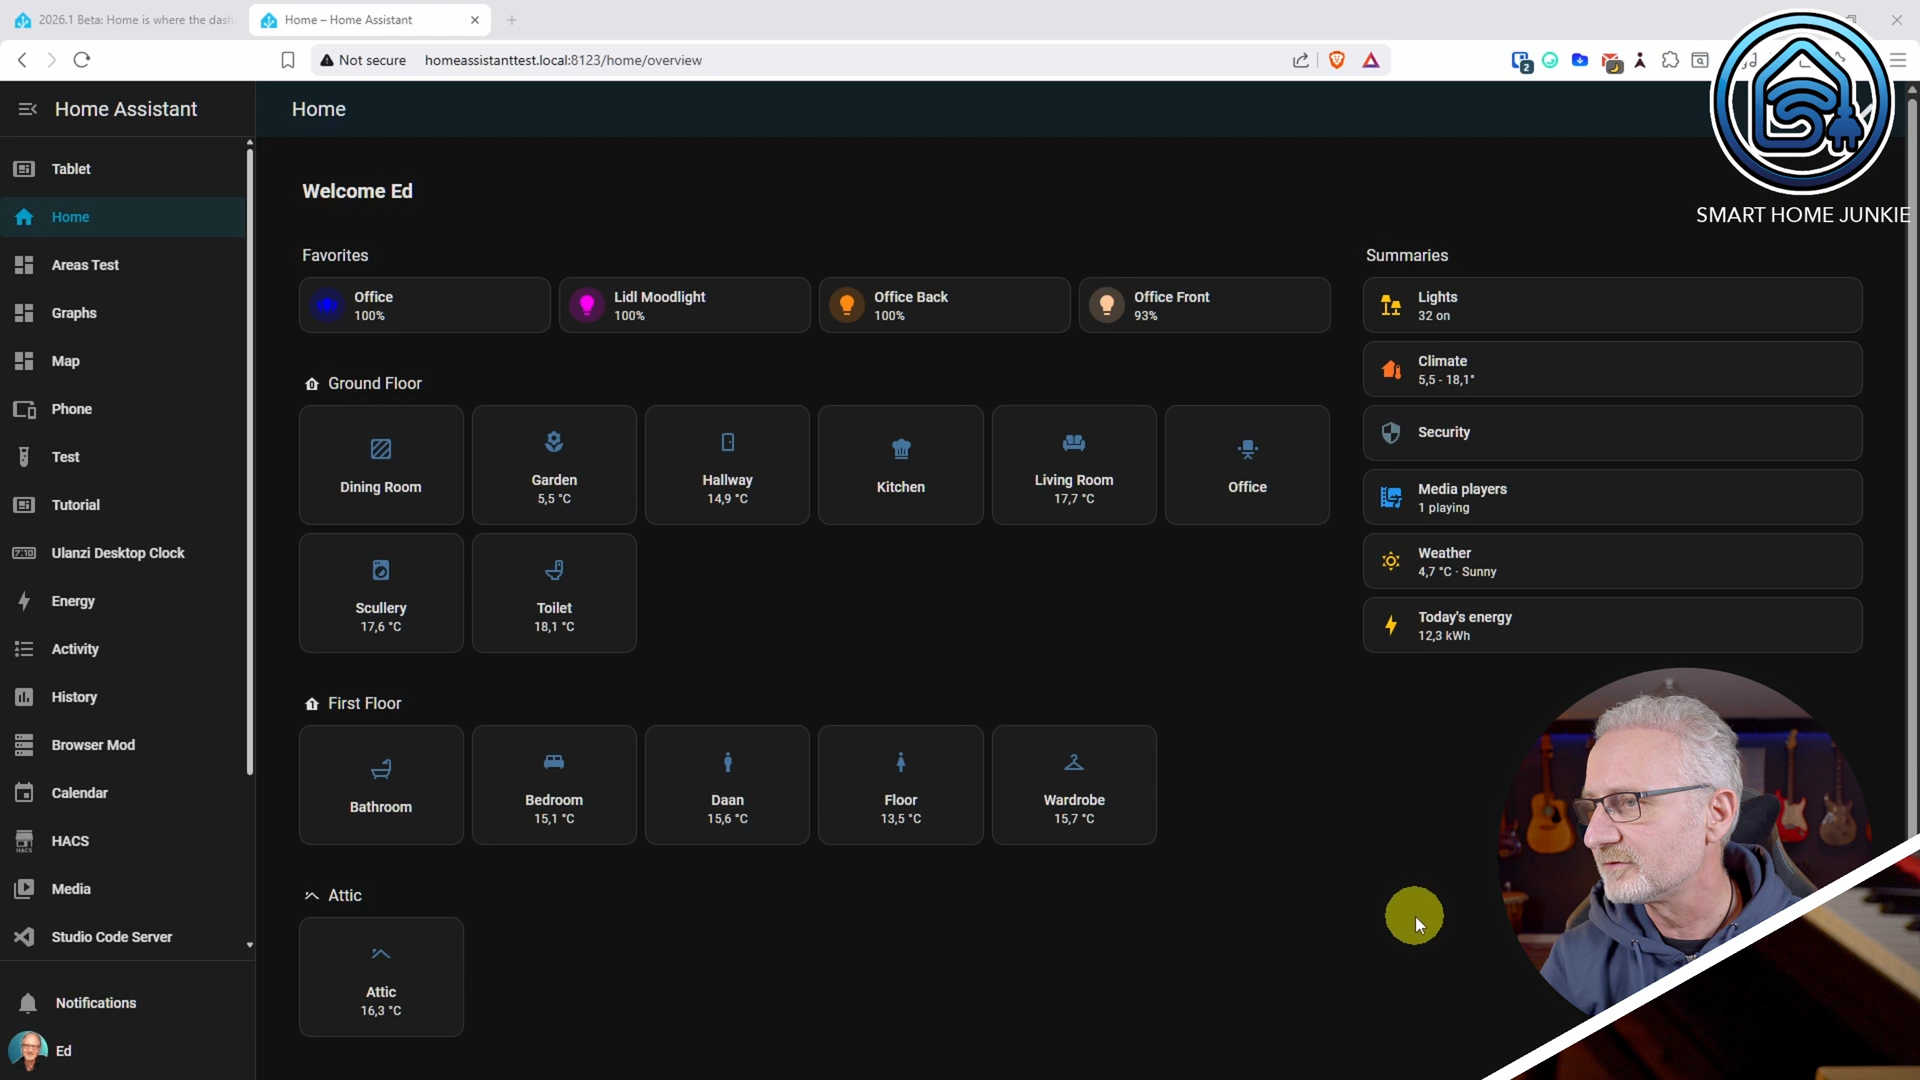 2026.1 Beta: Home is where the dash
Home – Home Assistant
Not secure
homeassistanttest.local:8123/home/overview
2
SMART HOME JUNKIE
Home Assistant
Tablet
Home
Areas Test
Graphs
Map
Phone
Test
Tutorial
7:10
Ulanzi Desktop Clock
Energy
Activity
History
Browser Mod
Calendar
HACS
HACS
Media
Studio Code Server
Notifications
Ed
Home
Welcome Ed
Favorites
Office
100%
Lidl Moodlight
100%
Office Back
100%
Office Front
93%
Ground Floor
Dining Room
Garden
5,5 °C
Hallway
14,9 °C
Kitchen
Living Room
17,7 °C
Office
Scullery
17,6 °C
Toilet
18,1 °C
First Floor
Bathroom
Bedroom
15,1 °C
Daan
15,6 °C
Floor
13,5 °C
Wardrobe
15,7 °C
Attic
Attic
16,3 °C
Summaries
Lights
32 on
Climate
5,5 - 18,1°
Security
Media players
1 playing
Weather
4,7 °C · Sunny
Today's energy
12,3 kWh